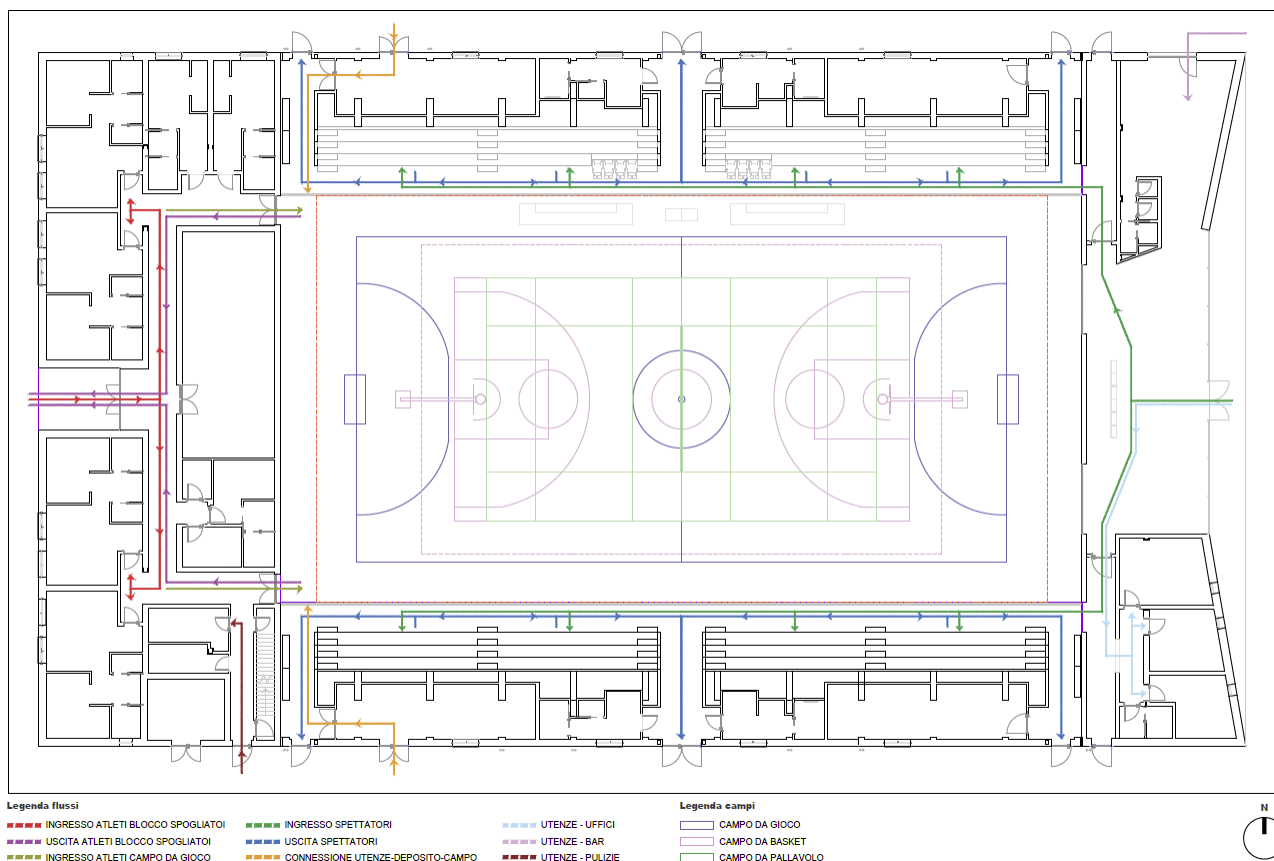 Legenda flussi
INGRESSO ATLETI BLOCCO SPOGLIATOI
USCITA ATLETI BLOCCO SPOGLIATOI
INGRESSO ATLETI CAMPO DA GIOCO
INGRESSO SPETTATORI
USCITA SPETTATORI
CONNESSIONE UTENZE-DEPOSITO-CAMPO
UTENZE - UFFICI
UTENZE - BAR
UTENZE - PULIZIE
Legenda campi
CAMPO DA GIOCO
CAMPO DA BASKET
CAMPO DA PALLAVOLO
N